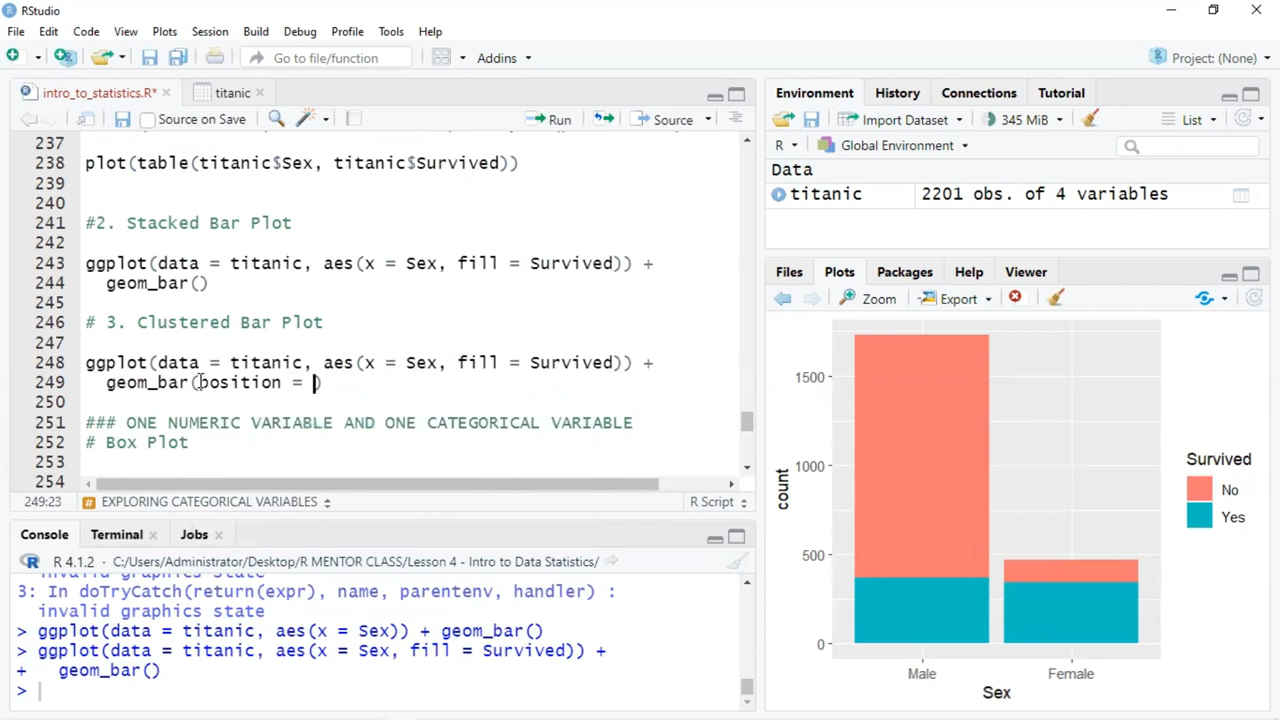 RStudio
File Edit Code View Plots Session Build Debug Profile Tools Help
Go to file/function Addins Project: (None)
intro_to_statistics.R* titanic
Source on Save Run Source
237
238 plot(table(titanic$Sex, titanic$Survived))
239
240
241 #2. Stacked Bar Plot
242
243 ggplot(data = titanic, aes(x = Sex, fill = Survived)) +
244 geom_bar()
245
246 # 3. Clustered Bar Plot
247
248 ggplot(data = titanic, aes(x = Sex, fill = Survived)) +
249 geom_bar(position = )
250
251 ### ONE NUMERIC VARIABLE AND ONE CATEGORICAL VARIABLE
252 # Box Plot
253
254
249:23 EXPLORING CATEGORICAL VARIABLES R Script
Console Terminal Jobs
R 4.1.2 · C:/Users/Administrator/Desktop/R MENTOR CLASS/Lesson 4 - Intro to Data Statistics/
invalid graphics state
3: In doTryCatch(return(expr), name, parentenv, handler) :
invalid graphics state
> ggplot(data = titanic, aes(x = Sex)) + geom_bar()
> ggplot(data = titanic, aes(x = Sex, fill = Survived)) +
+ geom_bar()
>
Environment History Connections Tutorial
Import Dataset 345 MiB List
R Global Environment
Data
titanic 2201 obs. of 4 variables
Files Plots Packages Help Viewer
Zoom Export
1500
1000
500
0
count
Male Female
Sex
Survived
No
Yes